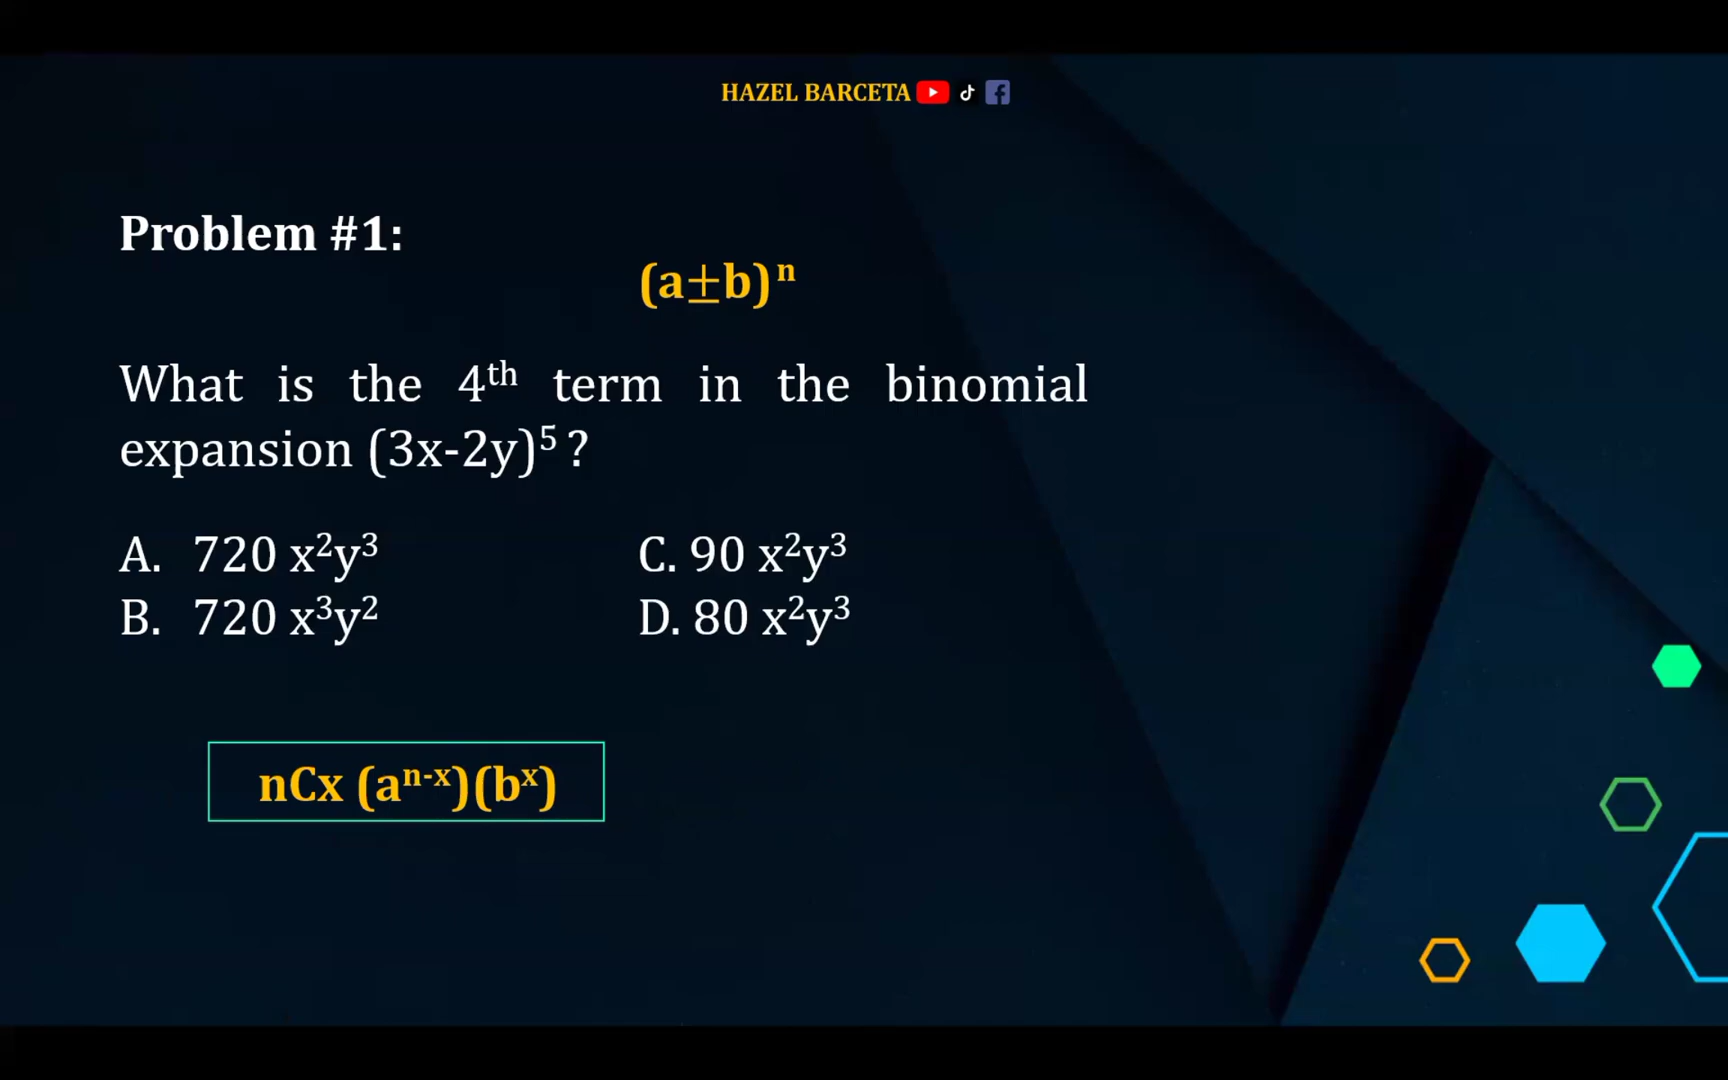 HAZEL BARCETA
Problem #1:
(a±b)ⁿ
What is the 4ᵗʰ term in the binomial
expansion (3x-2y)⁵ ?
A. 720 x²y³
C. 90 x²y³
B. 720 x³y²
D. 80 x²y³
nCx (aⁿ⁻ˣ)(bˣ)